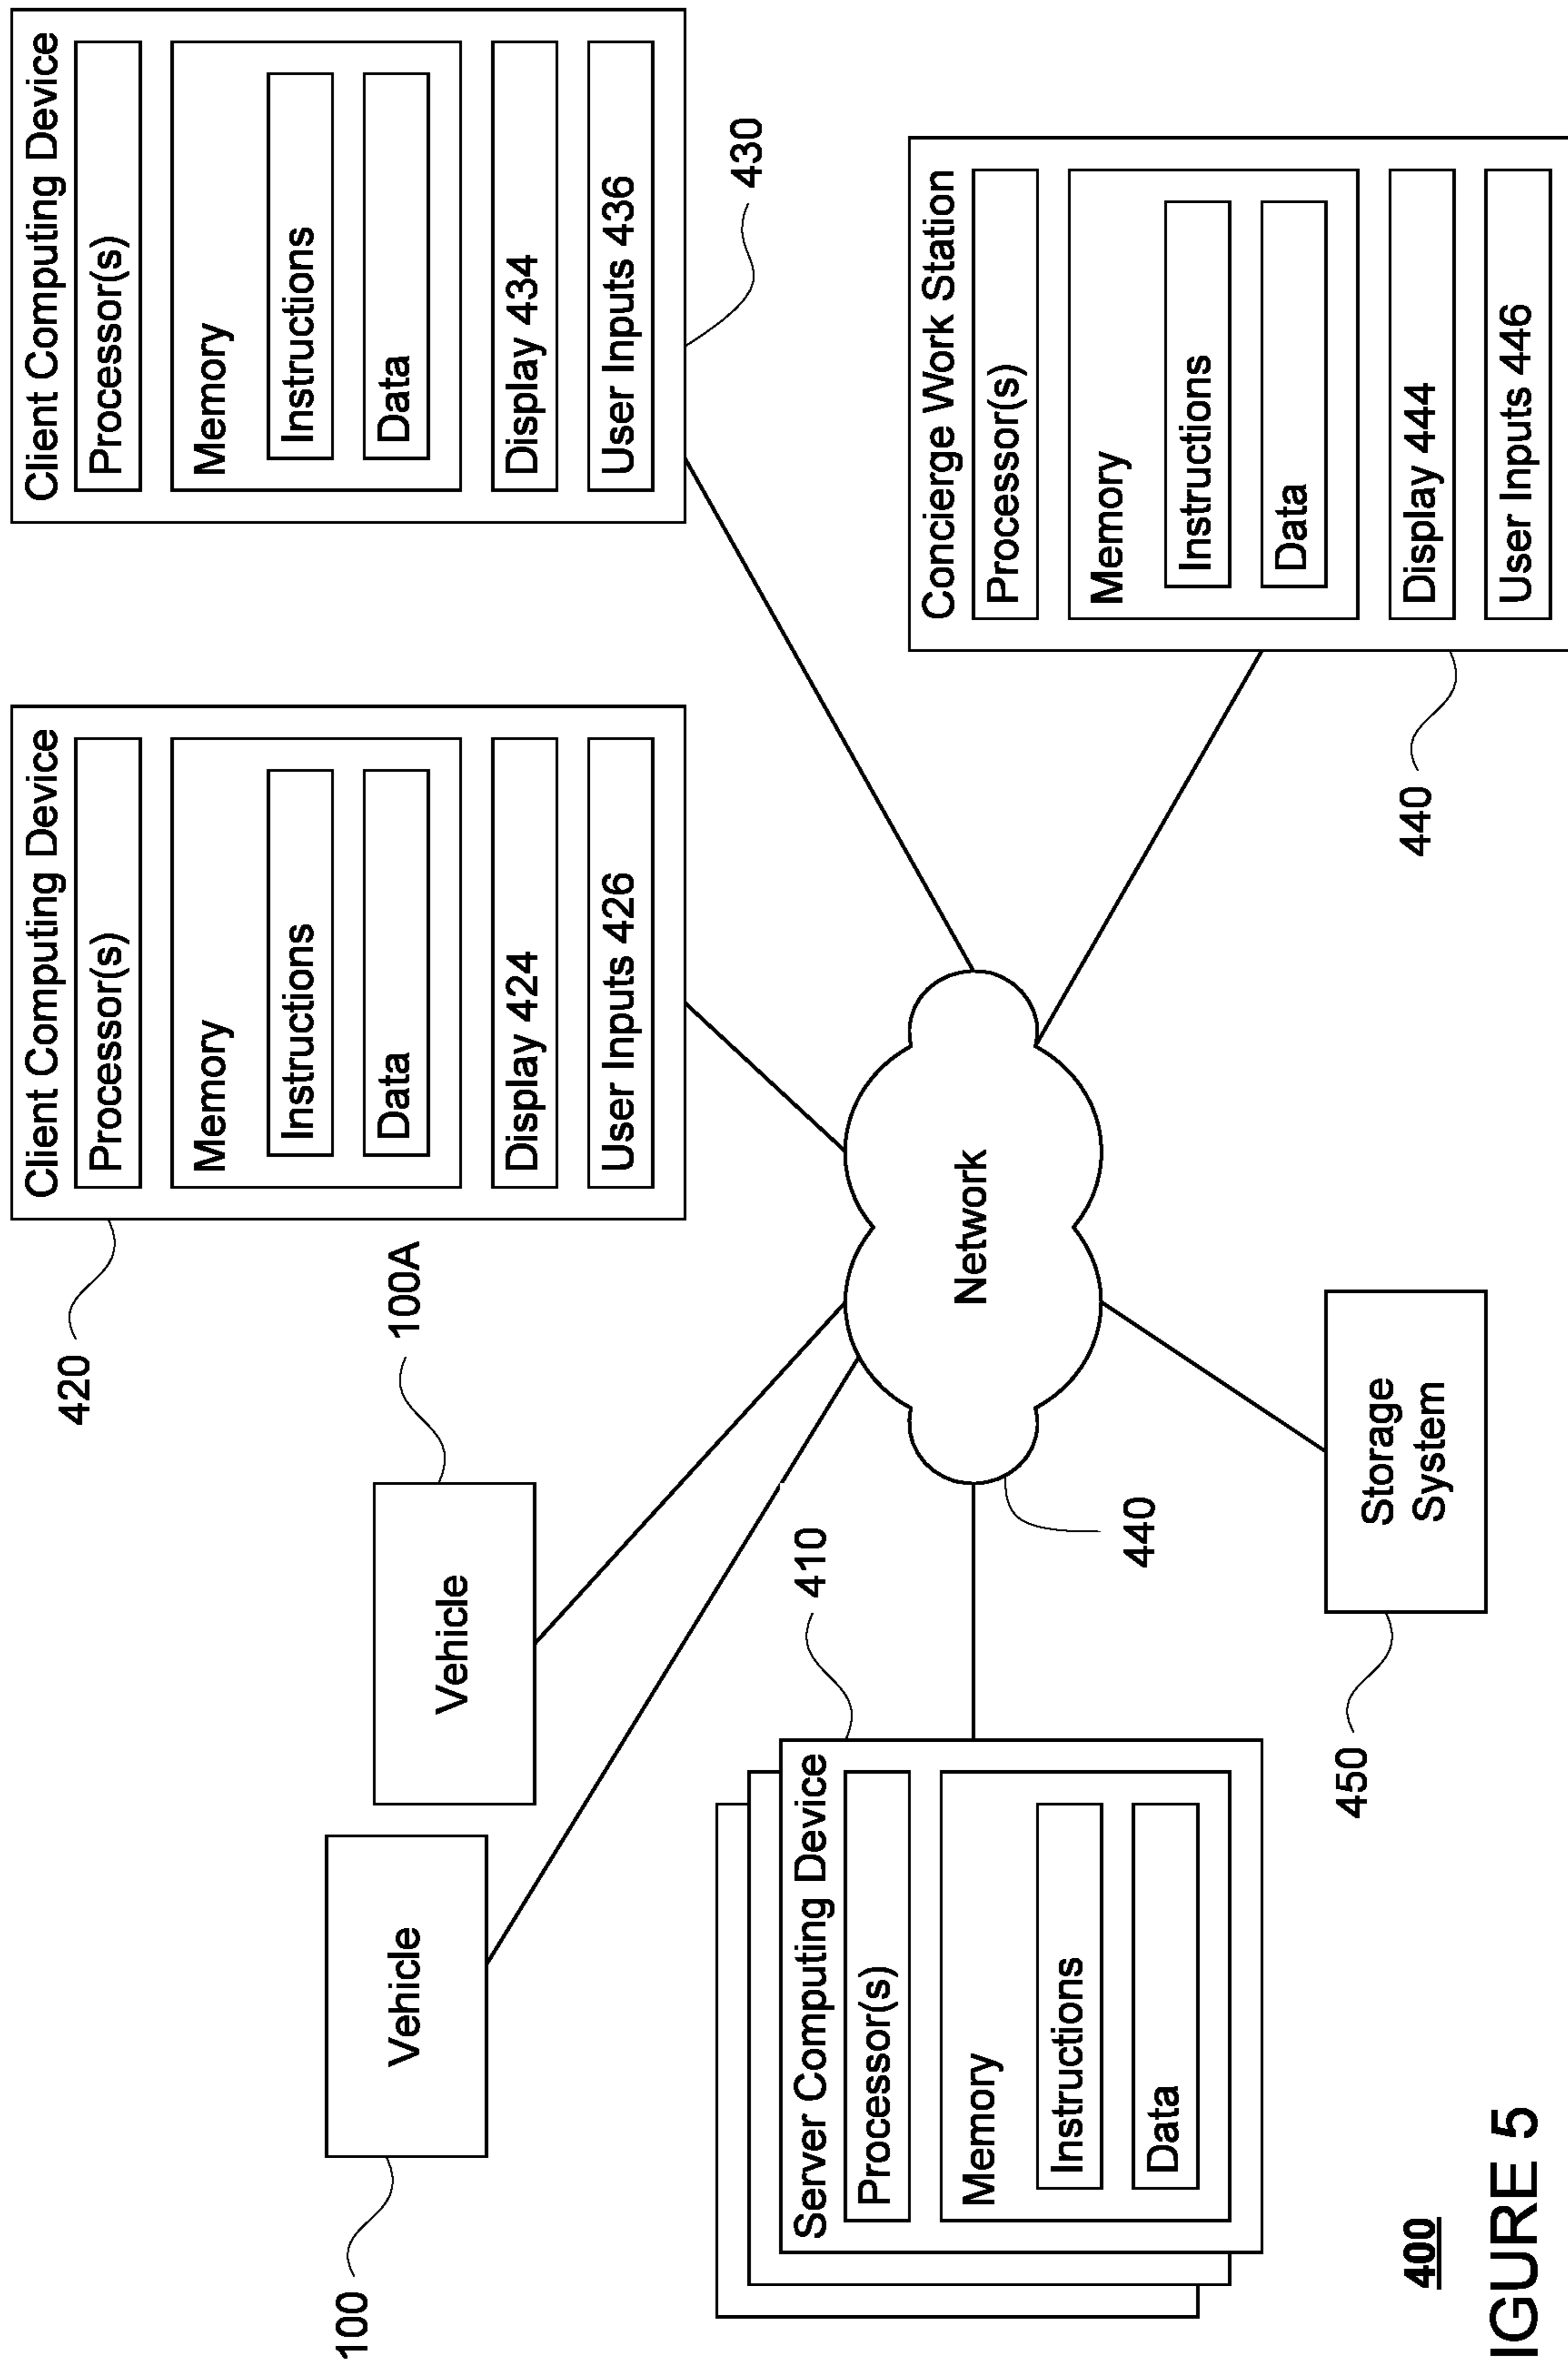 Client Computing Device
Processor(s)
Memory
Instructions
Data
Display 424
User Inputs 426
420
Client Computing Device
Processor(s)
Memory
Instructions
Data
Display 434
User Inputs 436
430
100
Vehicle
Vehicle
100A
Server Computing Device
Processor(s)
Memory
Instructions
Data
410
Network
440
Concierge Work Station
Processor(s)
Memory
Instructions
Data
Display 444
User Inputs 446
440
Storage
System
450
400
IGURE 5